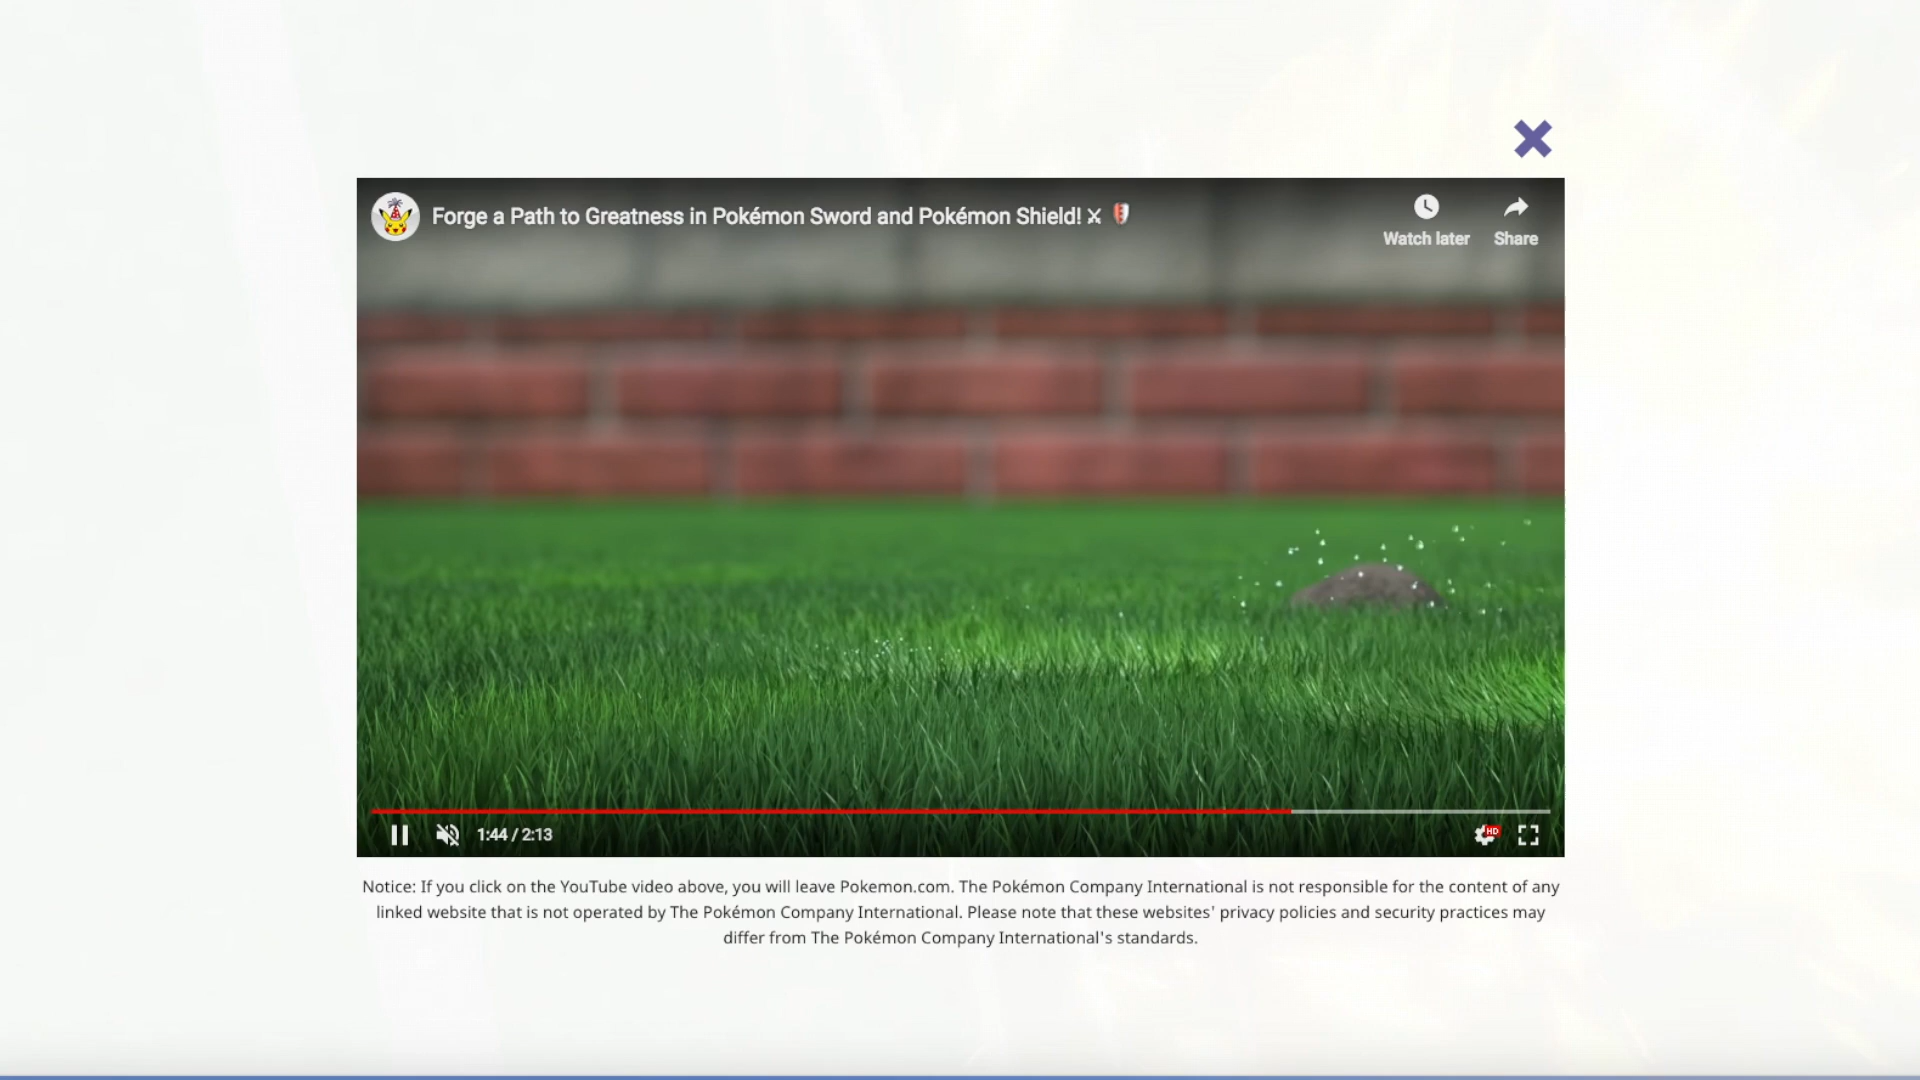 Forge a Path to Greatness in Pokémon Sword and Pokémon Shield! ⚔ 🛡
Watch later
Share
1:44 / 2:13
HD
Notice: If you click on the YouTube video above, you will leave Pokemon.com. The Pokémon Company International is not responsible for the content of any
linked website that is not operated by The Pokémon Company International. Please note that these websites' privacy policies and security practices may
differ from The Pokémon Company International's standards.